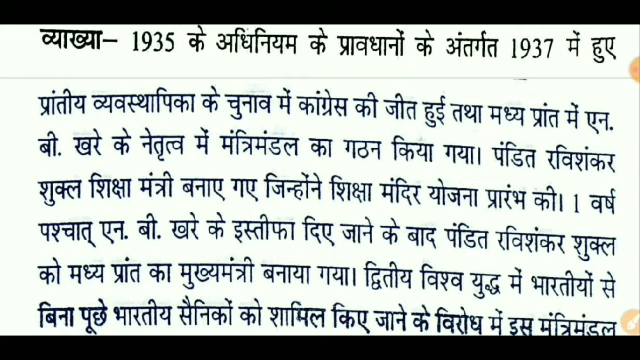 व्याख्या– 1935 के अधिनियम के प्रावधानों के अंतर्गत 1937 में हुए
प्रांतीय व्यवस्थापिका के चुनाव में कांग्रेस की जीत हुई तथा मध्य प्रांत में एन.
बी. खरे के नेतृत्व में मंत्रिमंडल का गठन किया गया। पंडित रविशंकर
शुक्ल शिक्षा मंत्री बनाए गए जिन्होंने शिक्षा मंदिर योजना प्रारंभ की। 1 वर्ष
पश्चात् एन. बी. खरे के इस्तीफा दिए जाने के बाद पंडित रविशंकर शुक्ल
को मध्य प्रांत का मुख्यमंत्री बनाया गया। द्वितीय विश्व युद्ध में भारतीयों से
बिना पूछे भारतीय सैनिकों को शामिल किए जाने के विरोध में इस मंत्रिमंडल